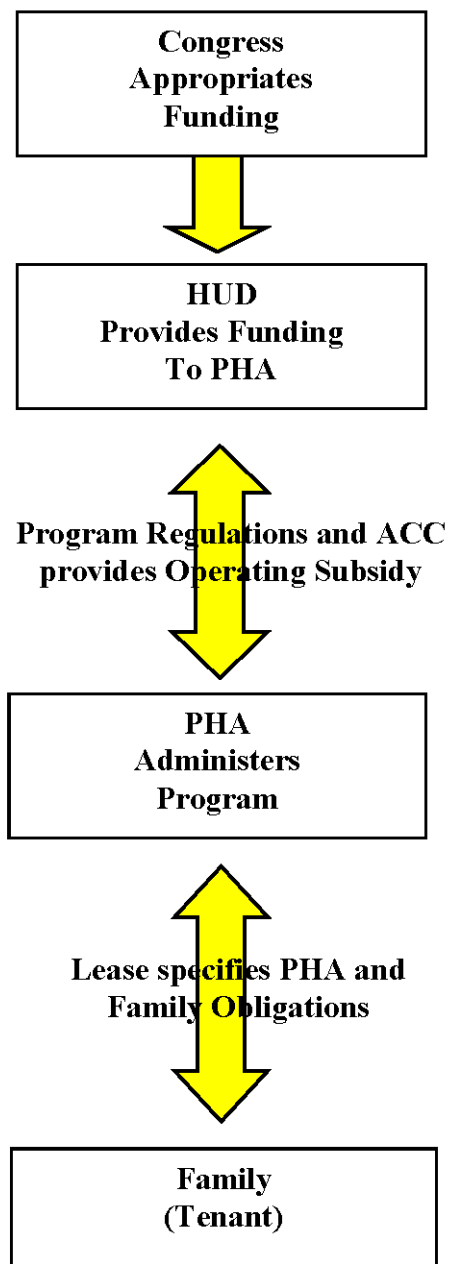 Congress
Appropriates
Funding
HUD
Provides Funding
To PHA
Program Regulations and ACC
provides Operating Subsidy
PHA
Administers
Program
Lease specifies PHA and
Family Obligations
Family
(Tenant)